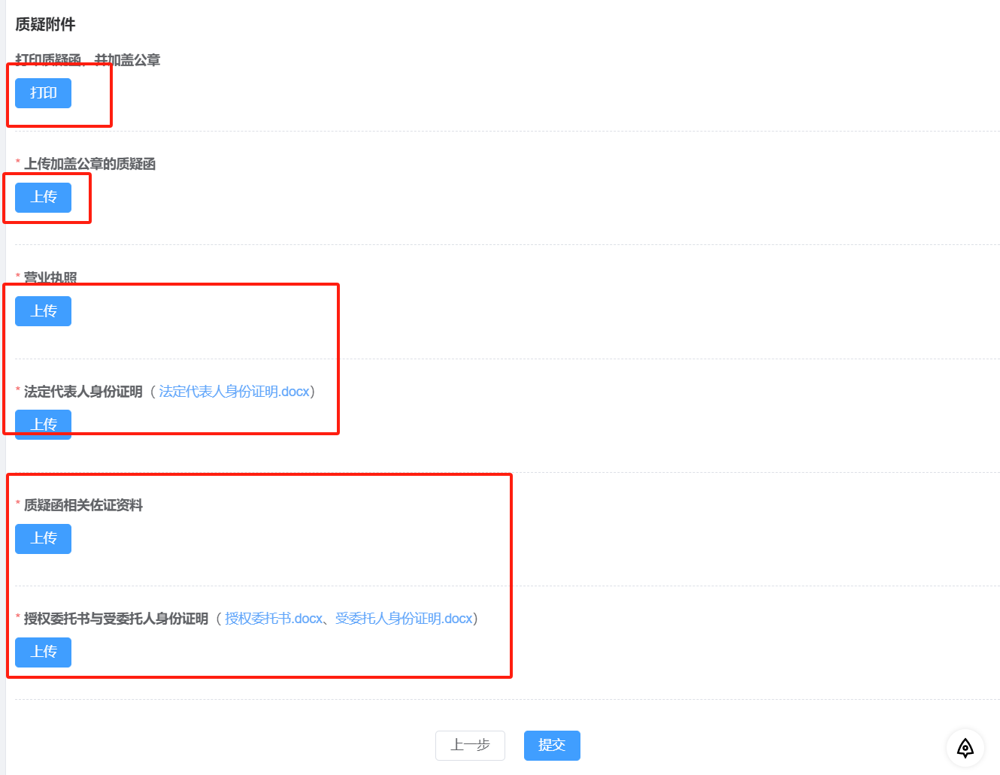 质疑附件
打印质疑函，并加盖公章
打印
* 上传加盖公章的质疑函
上传
* 营业执照
上传
* 法定代表人身份证明（ 法定代表人身份证明.docx）
上传
* 质疑函相关佐证资料
上传
* 授权委托书与受委托人身份证明（ 授权委托书.docx、受委托人身份证明.docx）
上传
上一步 提交